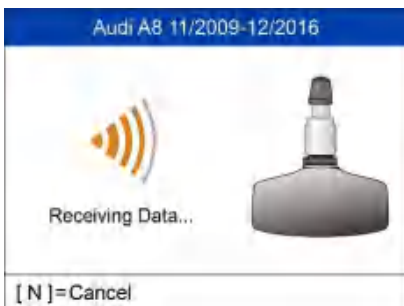 Audi A8 11/2009-12/2016
Receiving Data...
[ N ]=Cancel